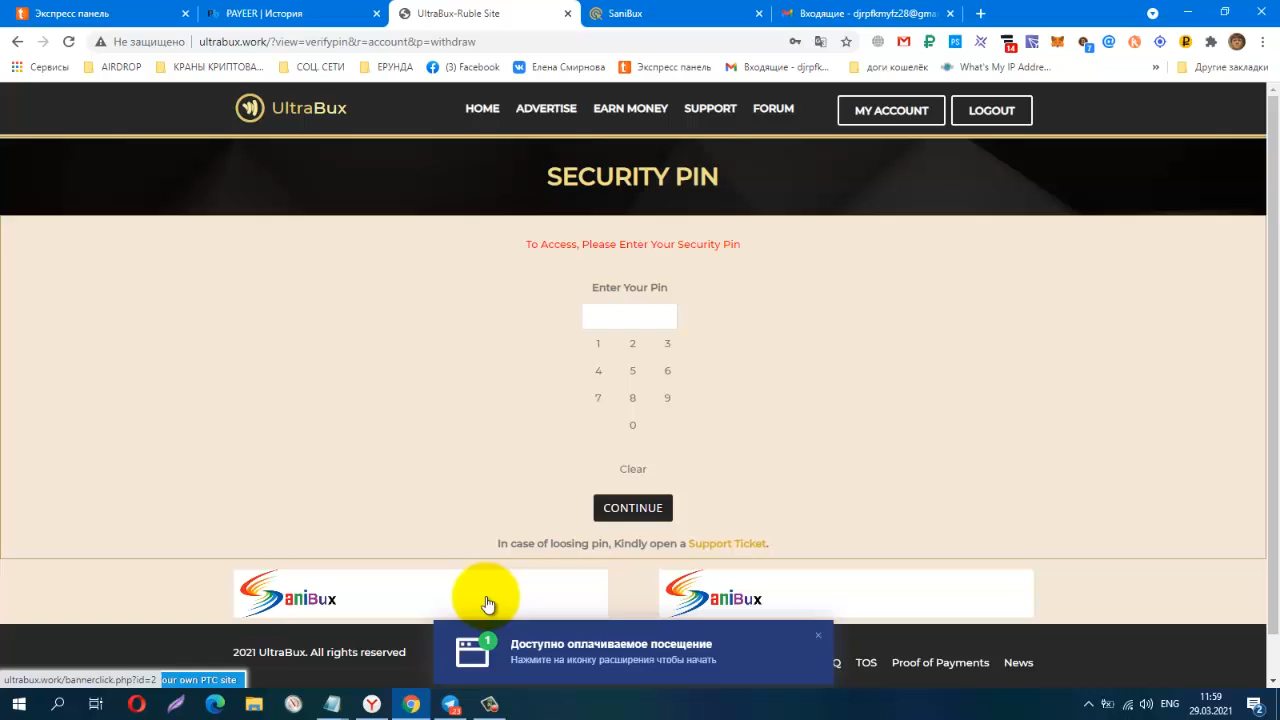 Экспресс панель
PAYEER | История
UltraBux-Ruble Site
SaniBux
Входящие - djrpfkmyfz28@gma
Не защищено
ultrabux.work/?view=verifypin&r=account&p=withdraw
14
7
Сервисы
AIRDROP
КРАНЫ КРИПТОВА...
СОЦ.СЕТИ
ЕРУНДА
(3) Facebook
Елена Смирнова
Экспресс панель
Входящие - djrpfk...
доги кошелёк
What's My IP Addre...
»
Другие закладки
UltraBux
HOME
ADVERTISE
EARN MONEY
SUPPORT
FORUM
MY ACCOUNT
LOGOUT
SECURITY PIN
To Access, Please Enter Your Security Pin
Enter Your Pin
1 2 3
4 5 6
7 8 9
0
Clear
CONTINUE
In case of loosing pin, Kindly open a Support Ticket.
SaniBux
SaniBux
1
Доступно оплачиваемое посещение
Нажмите на иконку расширения чтобы начать
2021 UltraBux. All rights reserved
Q
TOS
Proof of Payments
News
ultrabux.work/bannerclick.php?id=2
our own PTC site
23
ENG
11:59
29.03.2021
2